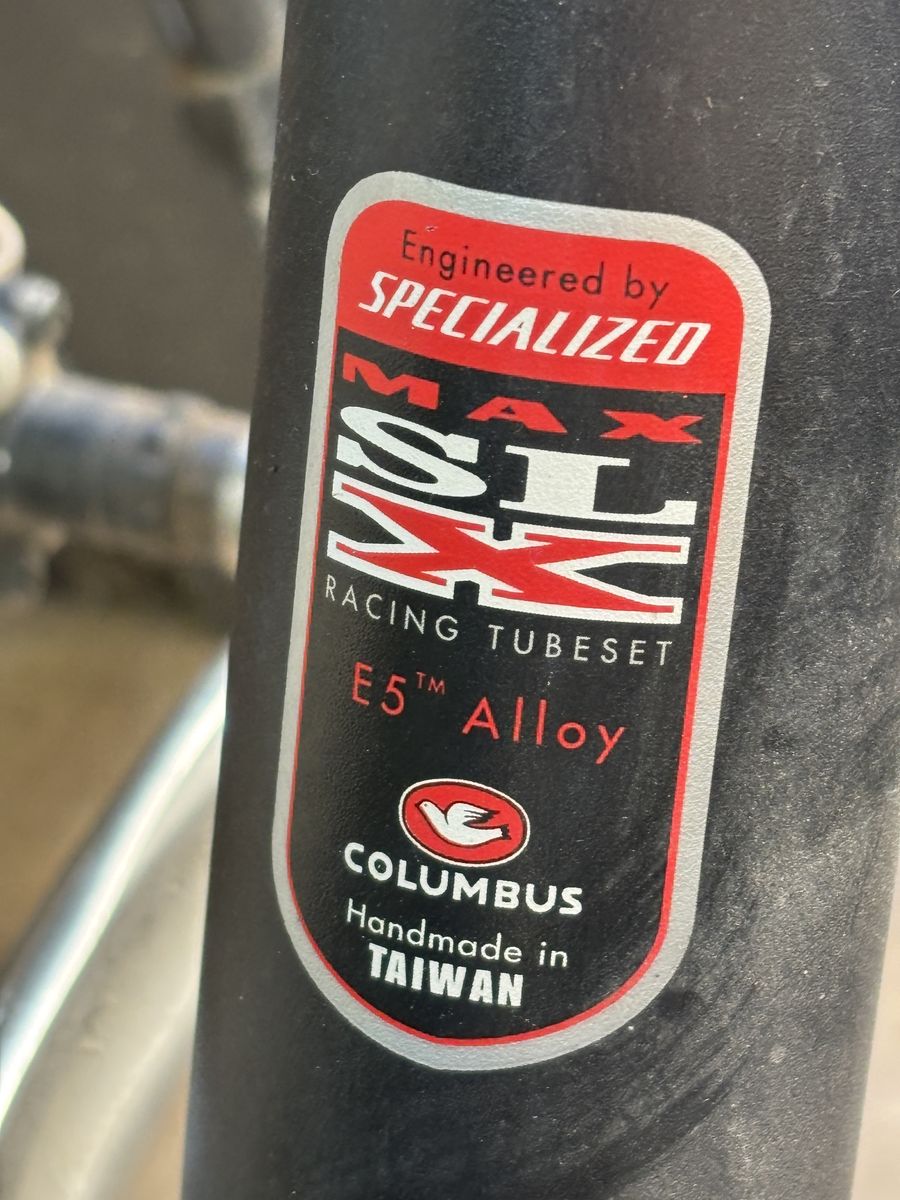 Engineered by
SPECIALIZED
MAX
SL
X
RACING TUBESET
E5™ Alloy
COLUMBUS
Handmade in
TAIWAN